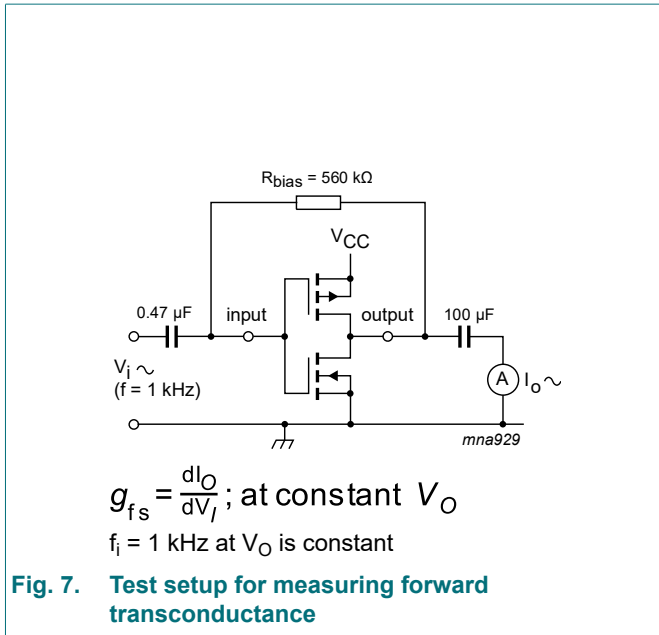 Rbias = 560 kΩ
VCC
0.47 µF
input
output
100 µF
Vi ~
(f = 1 kHz)
A
Io ~
mna929
gfs = dIO/dVI ; at constant VO
fi = 1 kHz at VO is constant
Fig. 7. Test setup for measuring forward
transconductance